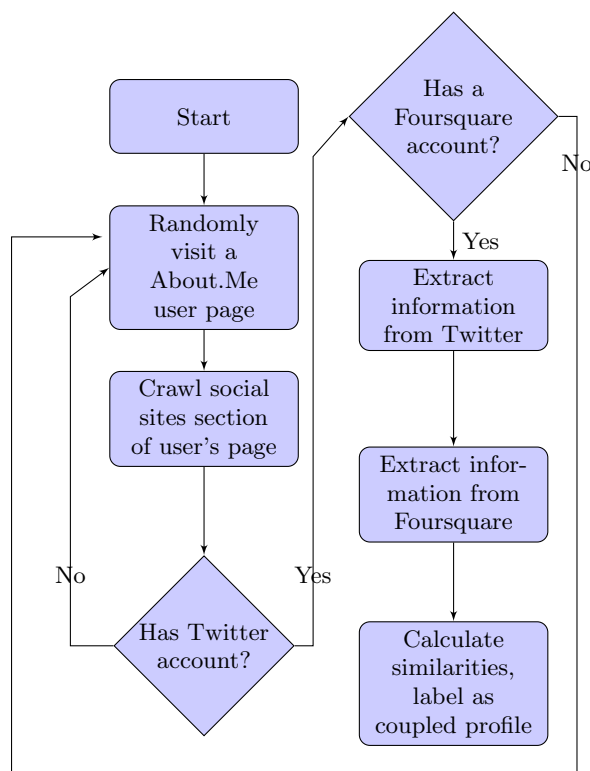 Start
Randomly
visit a
About.Me
user page
Crawl social
sites section
of user's page
No
Yes
Has Twitter
account?
Has a
Foursquare
account?
No
Yes
Extract
information
from Twitter
Extract infor-
mation from
Foursquare
Calculate
similarities,
label as
coupled profile